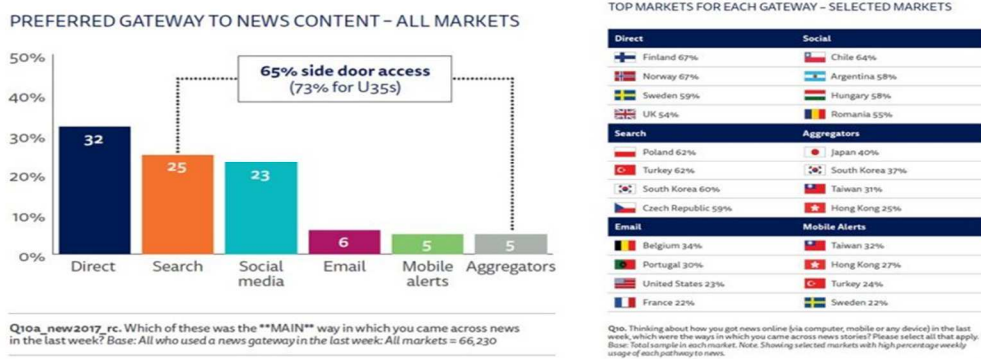 PREFERRED GATEWAY TO NEWS CONTENT – ALL MARKETS
50%
40%
30%
20%
10%
0%
65% side door access
(73% for U35s)
32
25
23
6
5
5
Direct
Search
Social
media
Email
Mobile
alerts
Aggregators
Q10a_new2017_rc. Which of these was the **MAIN** way in which you came across news
in the last week? Base: All who used a news gateway in the last week: All markets = 66,230
TOP MARKETS FOR EACH GATEWAY – SELECTED MARKETS
Direct Social
Finland 67% Chile 64%
Norway 67% Argentina 58%
Sweden 59% Hungary 58%
UK 54% Romania 55%
Search Aggregators
Poland 62% Japan 40%
Turkey 62% South Korea 37%
South Korea 60% Taiwan 31%
Czech Republic 59% Hong Kong 25%
Email Mobile Alerts
Belgium 34% Taiwan 32%
Portugal 30% Hong Kong 27%
United States 23% Turkey 24%
France 22% Sweden 22%
Q10. Thinking about how you got news online (via computer, mobile or any device) in the last
week, which were the ways in which you came across news stories? Please select all that apply.
Base: Total sample in each market. Note. Showing selected markets with high percentage weekly
usage of each pathway to news.